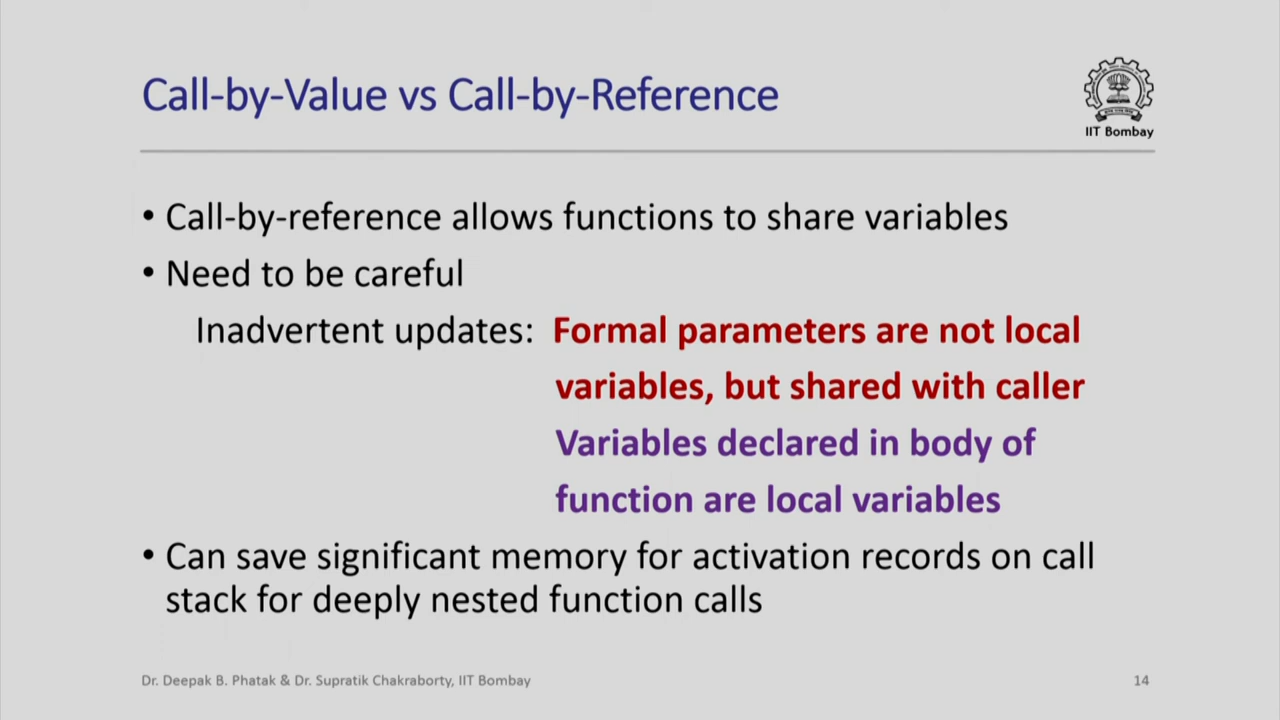 Call-by-Value vs Call-by-Reference
IIT Bombay
• Call-by-reference allows functions to share variables
• Need to be careful
Inadvertent updates: Formal parameters are not local
variables, but shared with caller
Variables declared in body of
function are local variables
• Can save significant memory for activation records on call
stack for deeply nested function calls
Dr. Deepak B. Phatak & Dr. Supratik Chakraborty, IIT Bombay
14